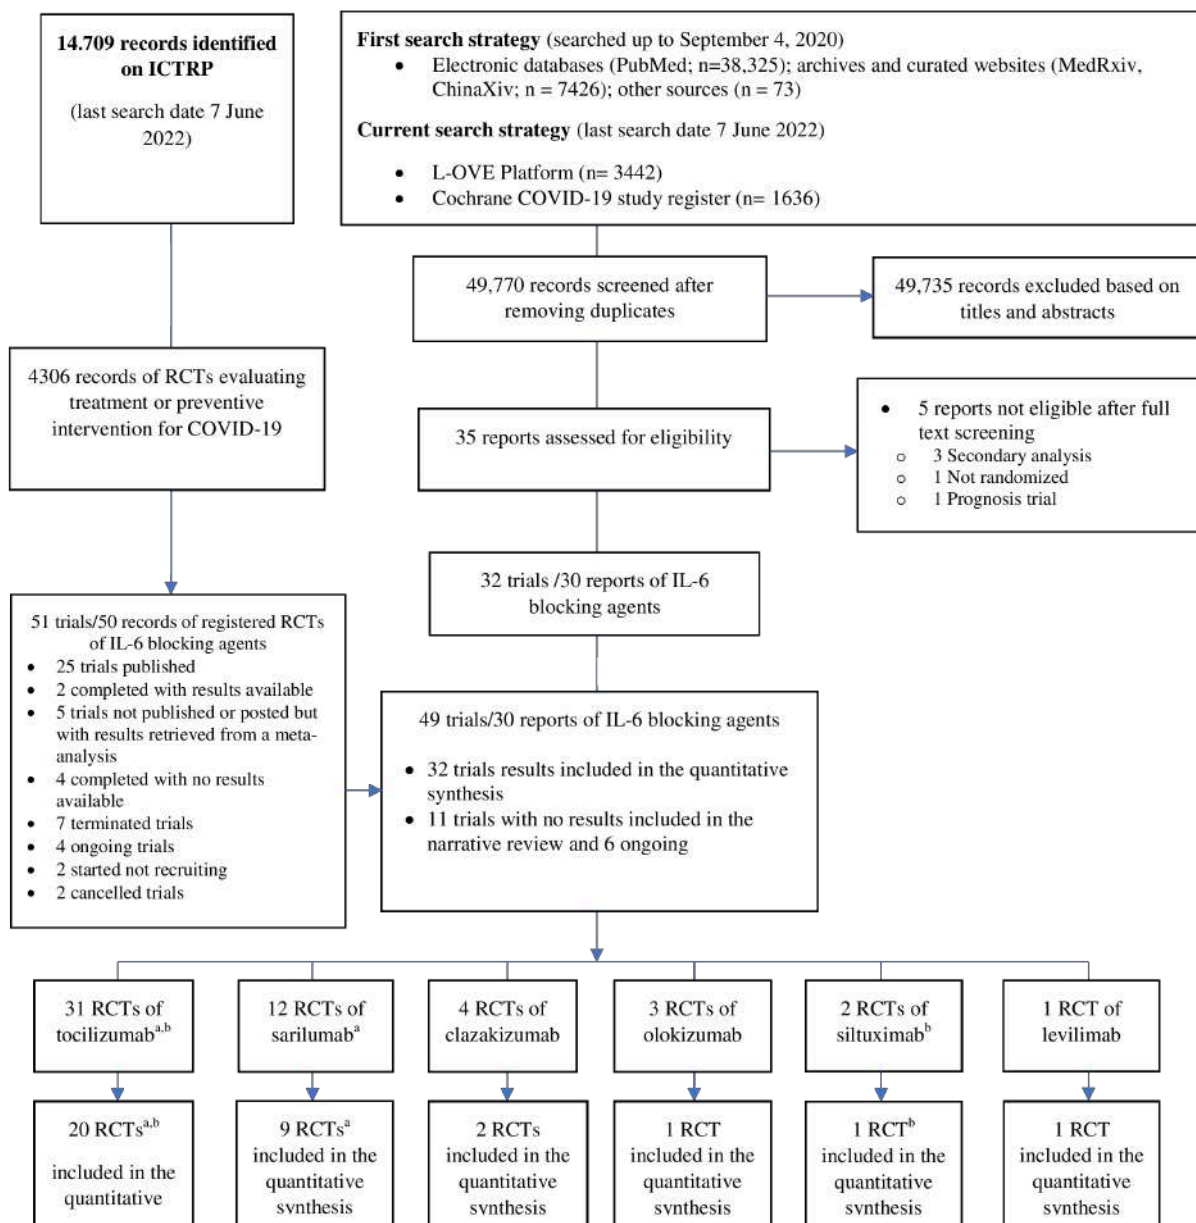 14.709 records identified
on ICTRP
(last search date 7 June
2022)
First search strategy (searched up to September 4, 2020)
• Electronic databases (PubMed; n=38,325); archives and curated websites (MedRxiv,
ChinaXiv; n = 7426); other sources (n = 73)
Current search strategy (last search date 7 June 2022)
• L-OVE Platform (n= 3442)
• Cochrane COVID-19 study register (n= 1636)
49,770 records screened after
removing duplicates
49,735 records excluded based on
titles and abstracts
4306 records of RCTs evaluating
treatment or preventive
intervention for COVID-19
35 reports assessed for eligibility
• 5 reports not eligible after full
text screening
o 3 Secondary analysis
o 1 Not randomized
o 1 Prognosis trial
32 trials /30 reports of IL-6
blocking agents
51 trials/50 records of registered RCTs
of IL-6 blocking agents
• 25 trials published
• 2 completed with results available
• 5 trials not published or posted but
with results retrieved from a meta-
analysis
• 4 completed with no results
available
• 7 terminated trials
• 4 ongoing trials
• 2 started not recruiting
• 2 cancelled trials
49 trials/30 reports of IL-6 blocking agents
• 32 trials results included in the quantitative
synthesis
• 11 trials with no results included in the
narrative review and 6 ongoing
31 RCTs of
tocilizumab^a,b
12 RCTs of
sarilumab^a
4 RCTs of
clazakizumab
3 RCTs of
olokizumab
2 RCTs of
siltuximab^b
1 RCT of
levilimab
20 RCTs^a,b
included in the
quantitative
9 RCTs^a
included in the
quantitative
synthesis
2 RCTs
included in the
quantitative
synthesis
1 RCT
included in the
quantitative
synthesis
1 RCT^b
included in the
quantitative
synthesis
1 RCT
included in the
quantitative
synthesis